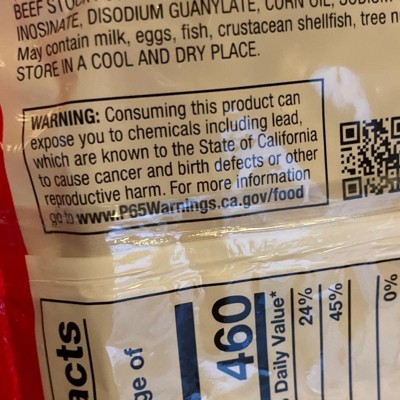 BEEF
INOSINATE, DISODIUM GUANYLATE, CORN OIL,
May contain milk, eggs, fish, crustacean shellfish, tree
STORE IN A COOL AND DRY PLACE.
WARNING: Consuming this product can
expose you to chemicals including lead,
which are known to the State of California
to cause cancer and birth defects or other
reproductive harm. For more information
go to www.P65Warnings.ca.gov/food
acts
ge of
460
Daily Value*
24%
45%
0%